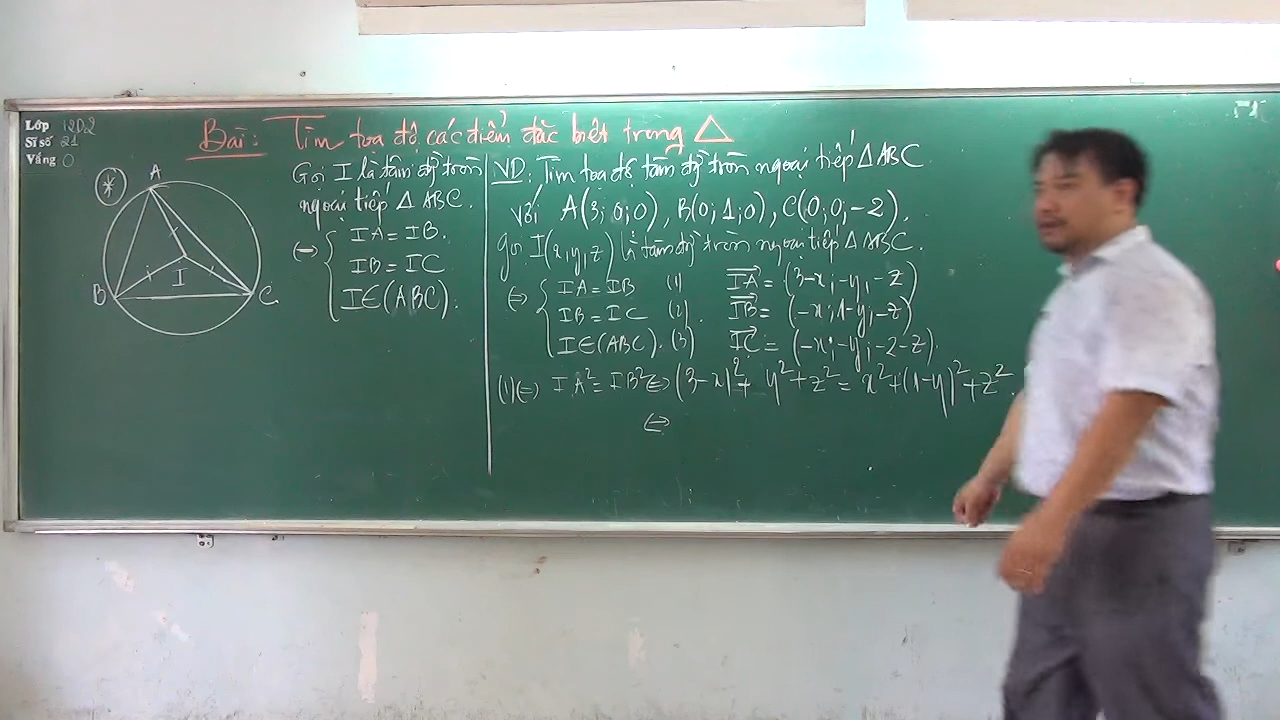 Lớp 12D2
Sĩ số 21
Vắng 0
Bài: Tìm tọa độ các điểm đặc biệt trong △
(*)
A
B
C
I
Gọi I là tâm đg tròn
ngoại tiếp △ ABC.
⇔ { IA = IB.
IB = IC
I ∈ (ABC).
VD: Tìm tọa độ tâm đg tròn ngoại tiếp △ ABC
với A(3; 0; 0), B(0; 1; 0), C(0; 0; -2).
gọi I(x; y; z) là tâm đg tròn ngoại tiếp △ ABC.
⇔ { IA = IB (1)
IB = IC (2).
I ∈ (ABC). (3)
IA = (3-x; -y; -z)
IB = (-x; 1-y; -z)
IC = (-x; -y; -2-z).
(1) ⇔ IA² = IB² ⇔ (3-x)² + y² + z² = x² + (1-y)² + z².
⇔